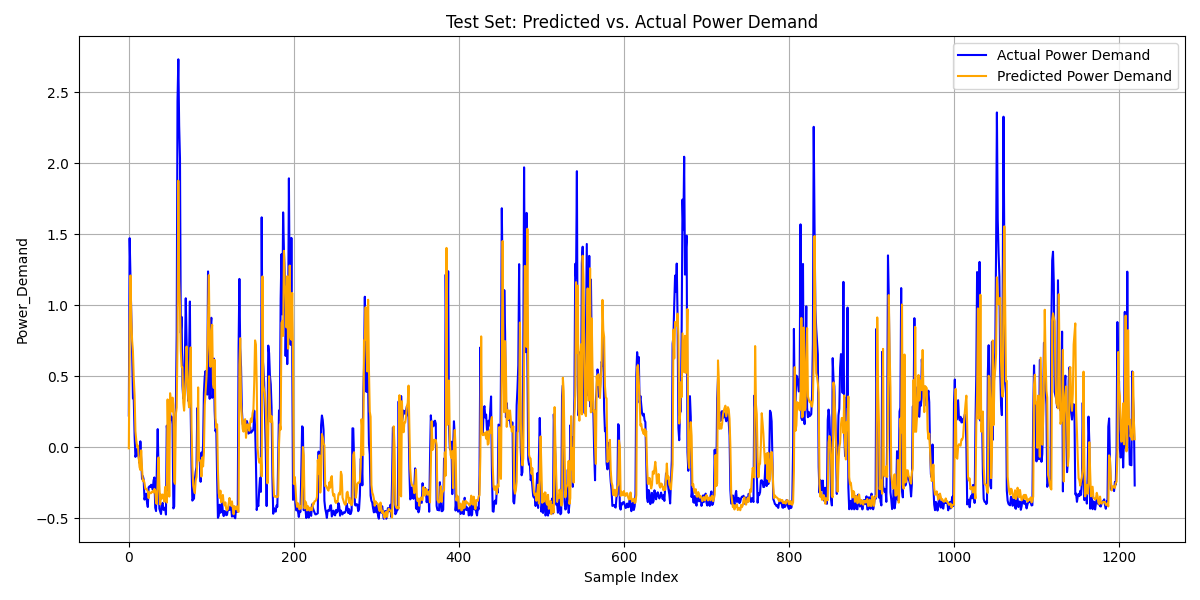 Test Set: Predicted vs. Actual Power Demand
Actual Power Demand
Predicted Power Demand
Power_Demand
2.5
2.0
1.5
1.0
0.5
0.0
−0.5
0
200
400
600
800
1000
1200
Sample Index